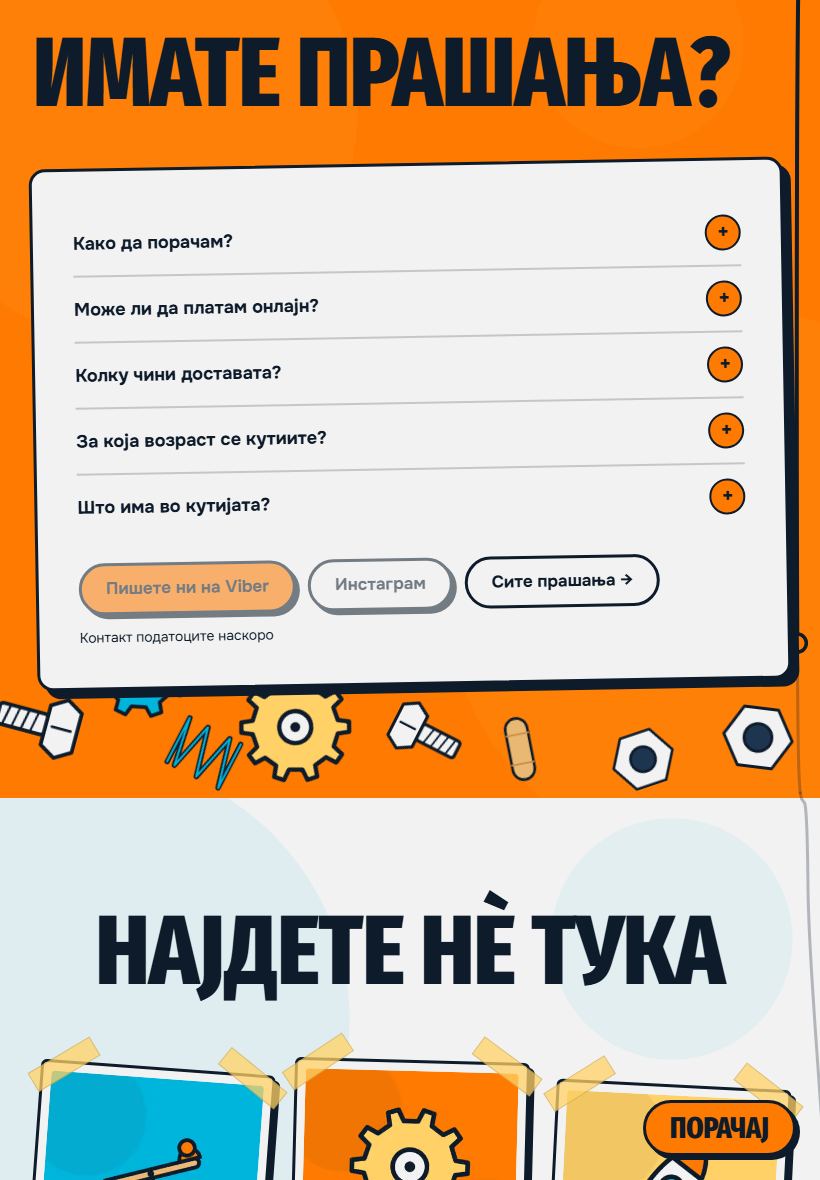 ИМАТЕ ПРАШАЊА?
Како да порачам?
+
Може ли да платам онлајн?
+
Колку чини доставата?
+
За која возраст се кутиите?
+
Што има во кутијата?
+
Пишете ни на Viber
Инстаграм
Сите прашања →
Контакт податоците наскоро
НАЈДЕТЕ НЀ ТУКА
ПОРАЧАЈ